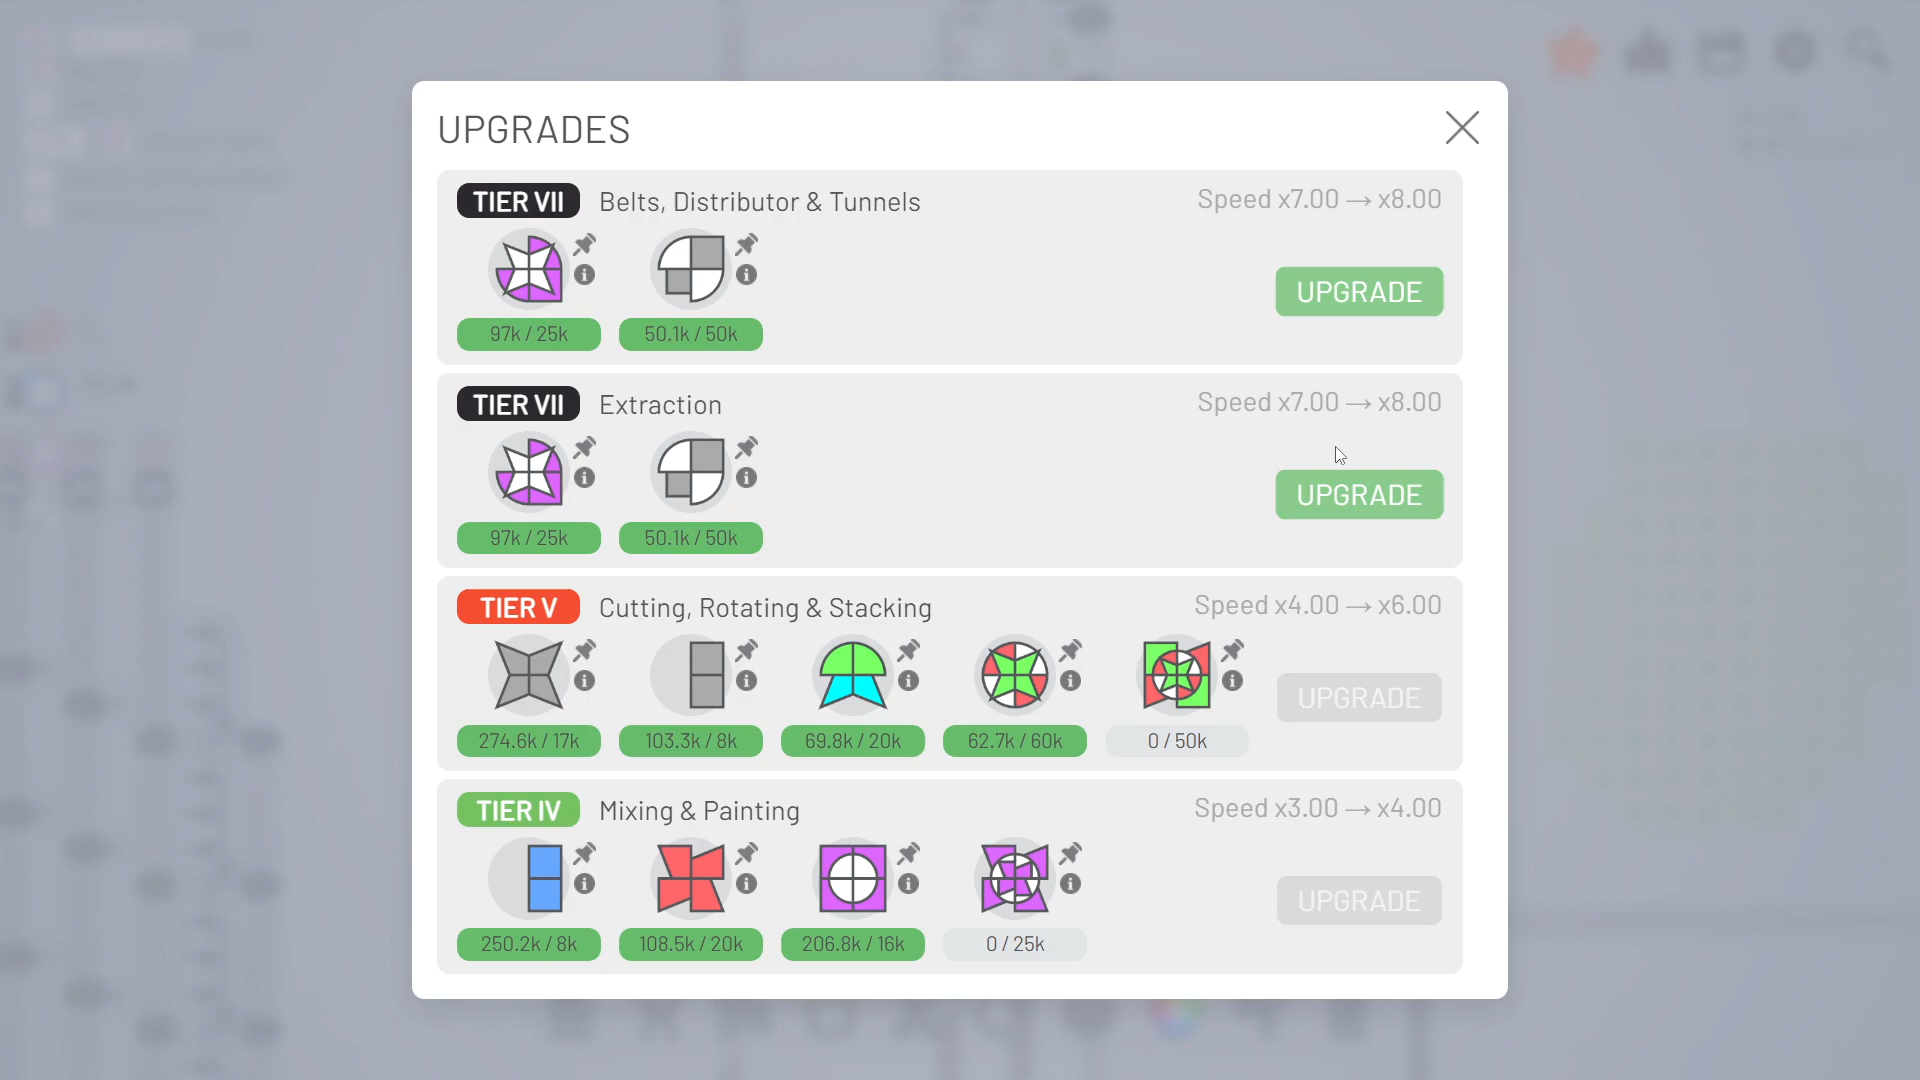 UPGRADES
TIER VII Belts, Distributor & Tunnels Speed x7.00 → x8.00
97k / 25k 50.1k / 50k
UPGRADE
TIER VII Extraction Speed x7.00 → x8.00
97k / 25k 50.1k / 50k
UPGRADE
TIER V Cutting, Rotating & Stacking Speed x4.00 → x6.00
274.6k / 17k 103.3k / 8k 69.8k / 20k 62.7k / 60k 0 / 50k
UPGRADE
TIER IV Mixing & Painting Speed x3.00 → x4.00
250.2k / 8k 108.5k / 20k 206.8k / 16k 0 / 25k
UPGRADE